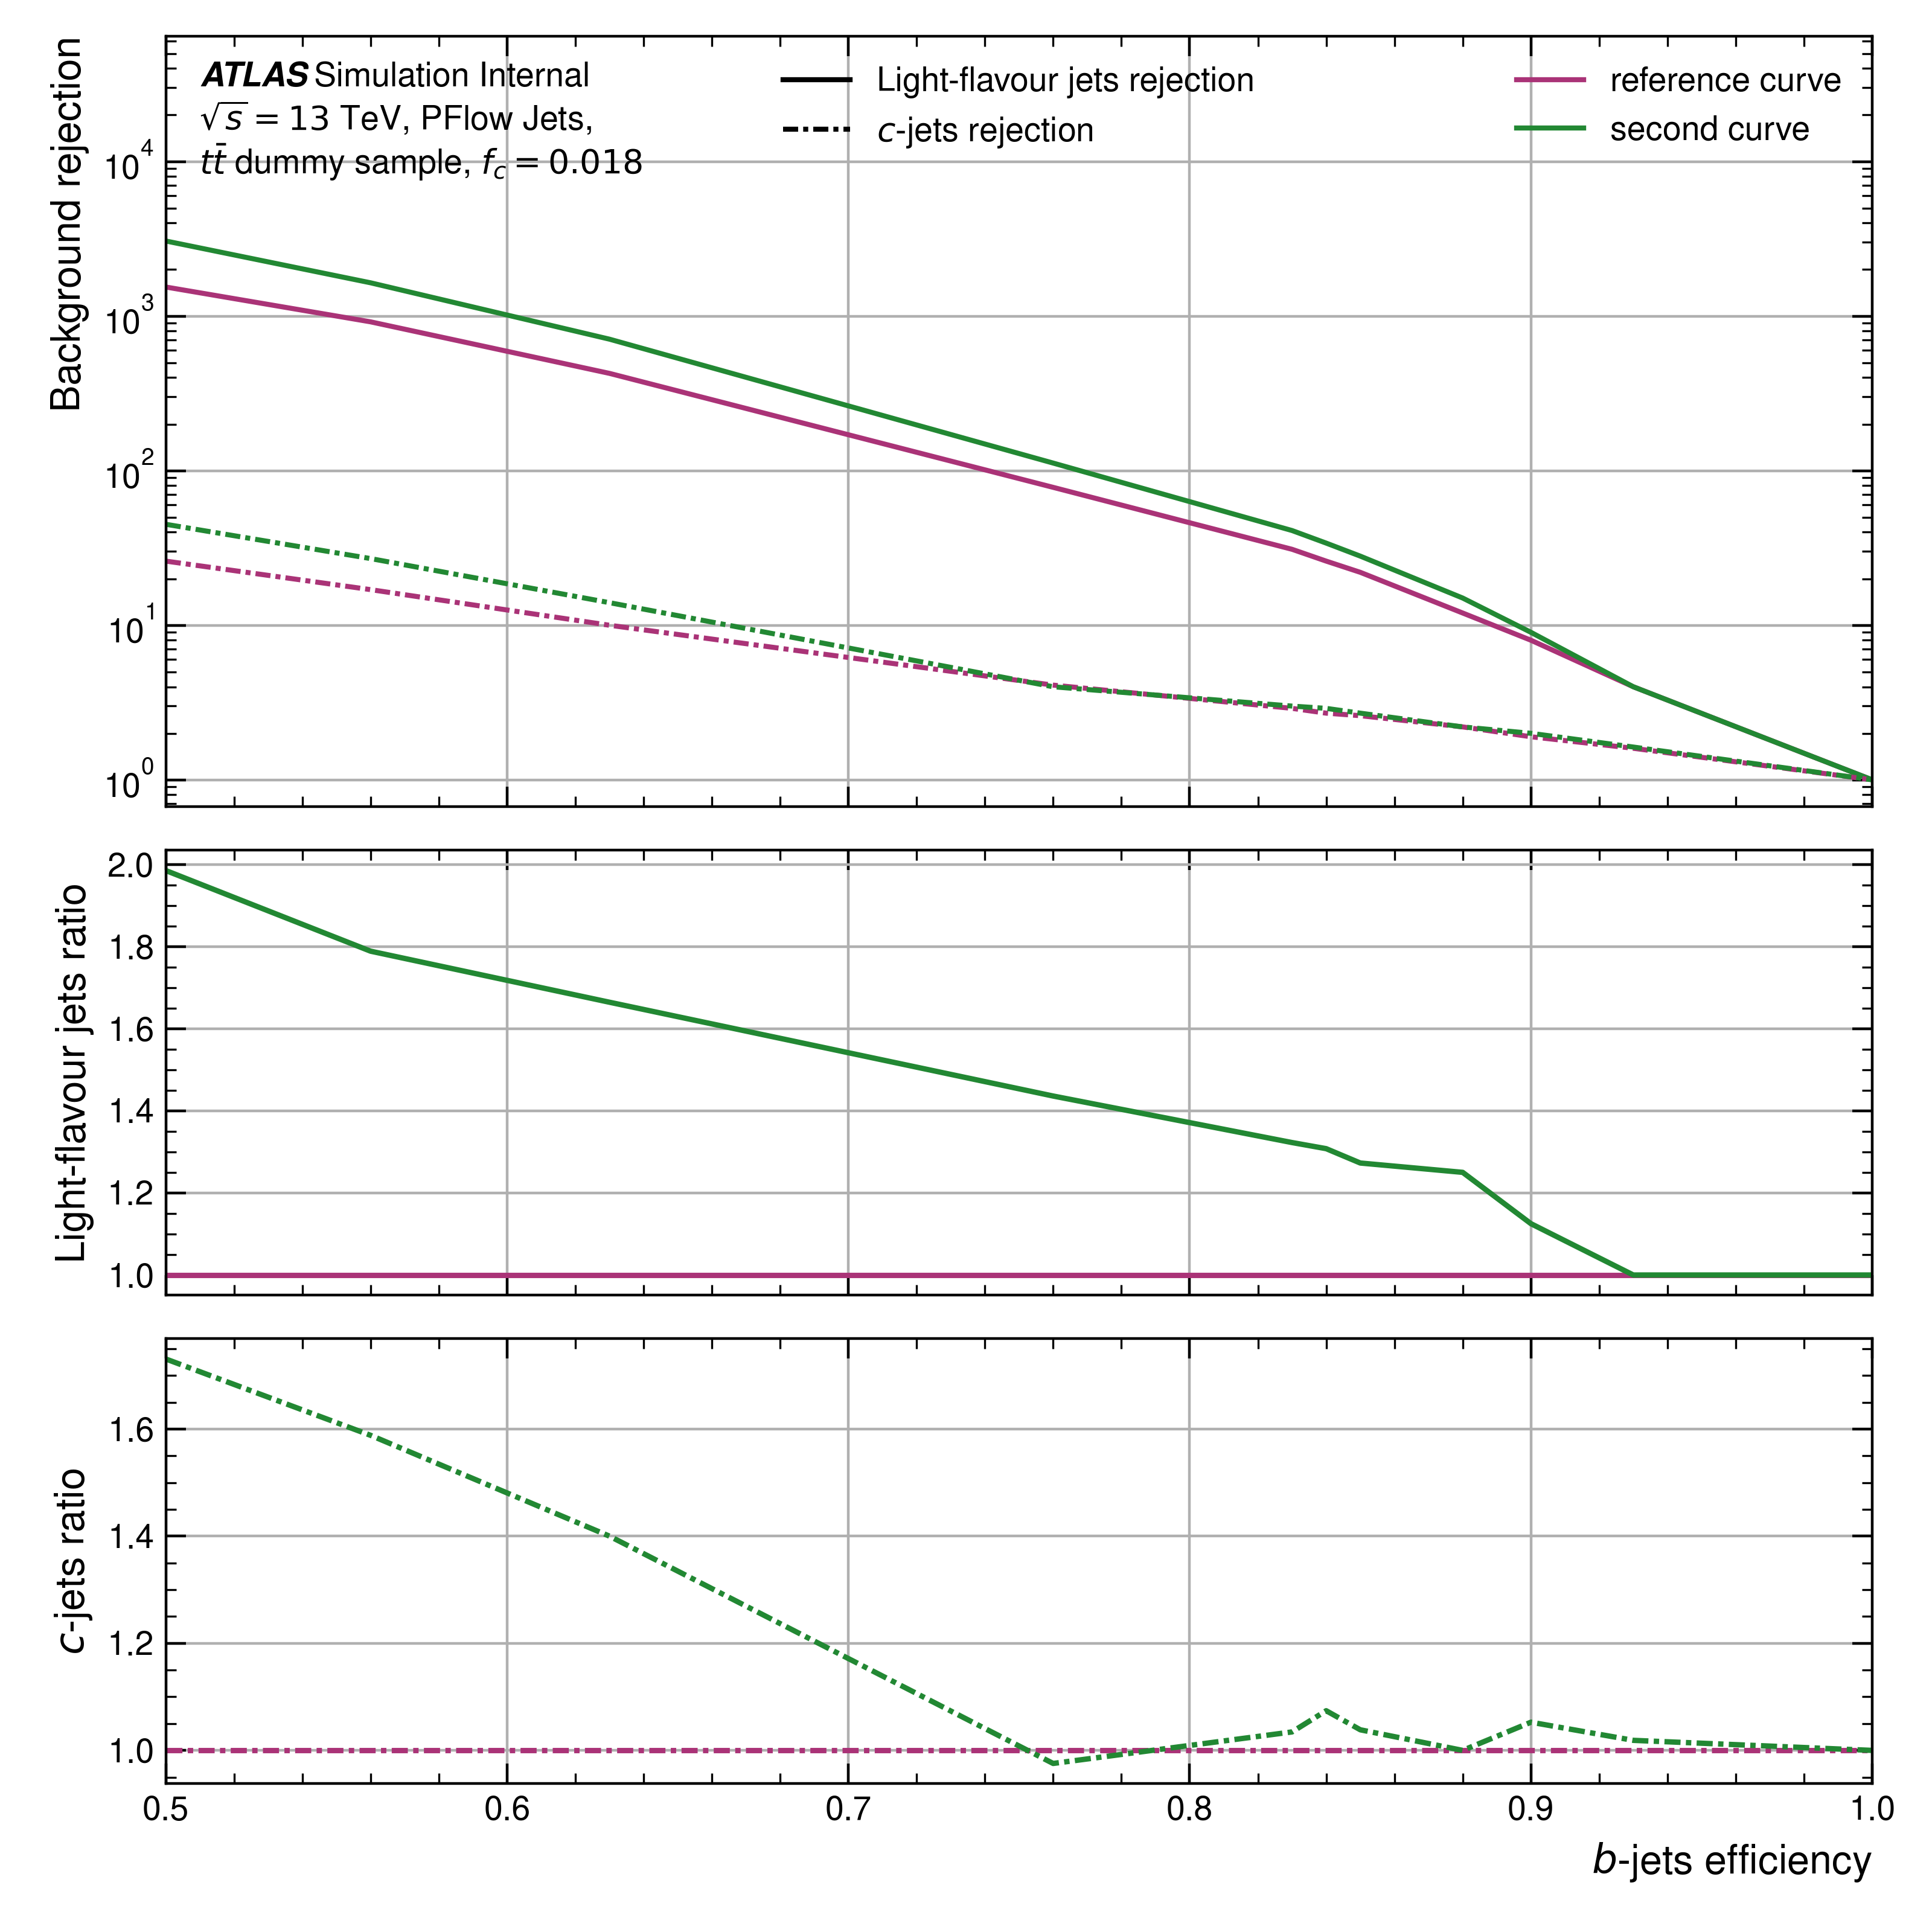 ATLAS Simulation Internal
√s = 13 TeV, PFlow Jets,
tt̄ dummy sample, f_c = 0.018
Light-flavour jets rejection
c-jets rejection
reference curve
second curve
Background rejection
10^4
10^3
10^2
10^1
10^0
Light-flavour jets ratio
2.0
1.8
1.6
1.4
1.2
1.0
c-jets ratio
1.6
1.4
1.2
1.0
0.5 0.6 0.7 0.8 0.9 1.0
b-jets efficiency